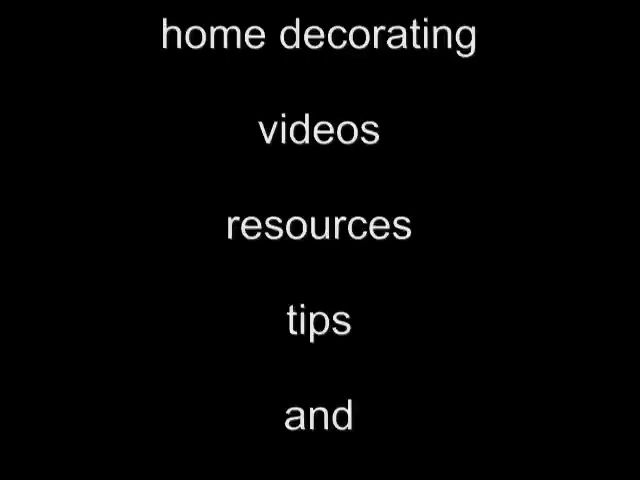 home decorating
videos
resources
tips
and